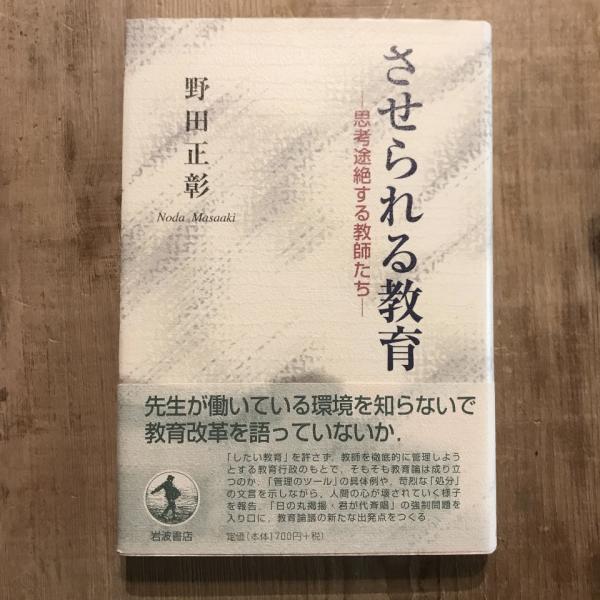 させられる教育
―思考途絶する教師たち―
野田正彰
Noda Masaaki
先生が働いている環境を知らないで
教育改革を語っていないか.
「したい教育」を許さず，教師を徹底的に管理しよう
とする教育行政のもとで，そもそも教育論は成り立
つのか．「管理のツール」の具体例や，苛烈な「処分」
の文言を示しながら，人間の心が壊されていく様子
を報告．「日の丸掲揚・君が代斉唱」の強制問題を
入り口に，教育論議の新たな出発点をつくる
岩波書店
定価(本体1700円+税)